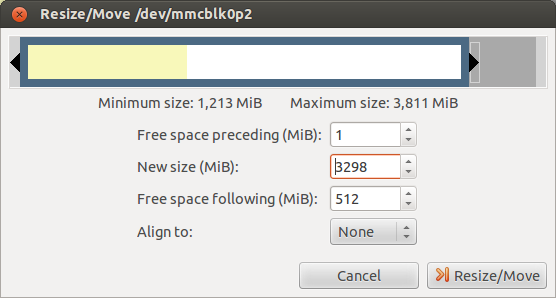 Resize/Move /dev/mmcblk0p2
Minimum size: 1,213 MiB Maximum size: 3,811 MiB
Free space preceding (MiB): 1
New size (MiB): 3298
Free space following (MiB): 512
Align to: None
Cancel Resize/Move